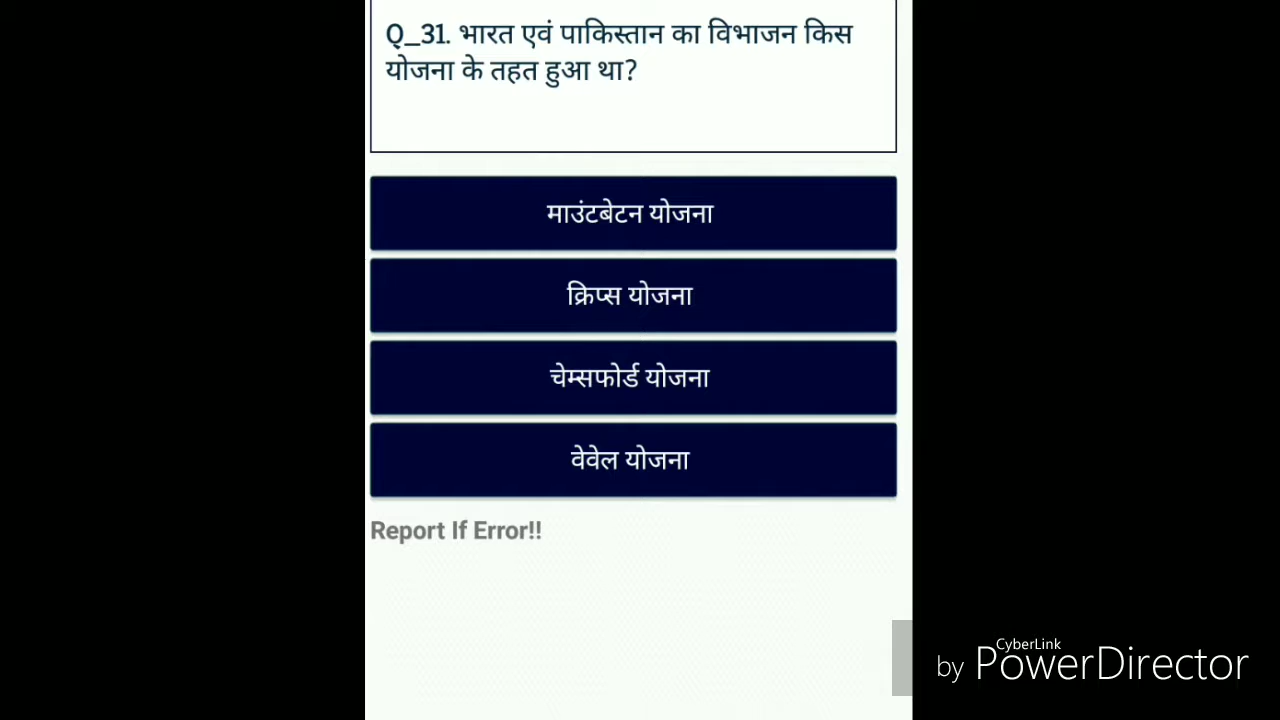 Q_31. भारत एवं पाकिस्तान का विभाजन किस
योजना के तहत हुआ था?
माउंटबेटन योजना
क्रिप्स योजना
चेम्सफोर्ड योजना
वेवेल योजना
Report If Error!!
CyberLink
by PowerDirector